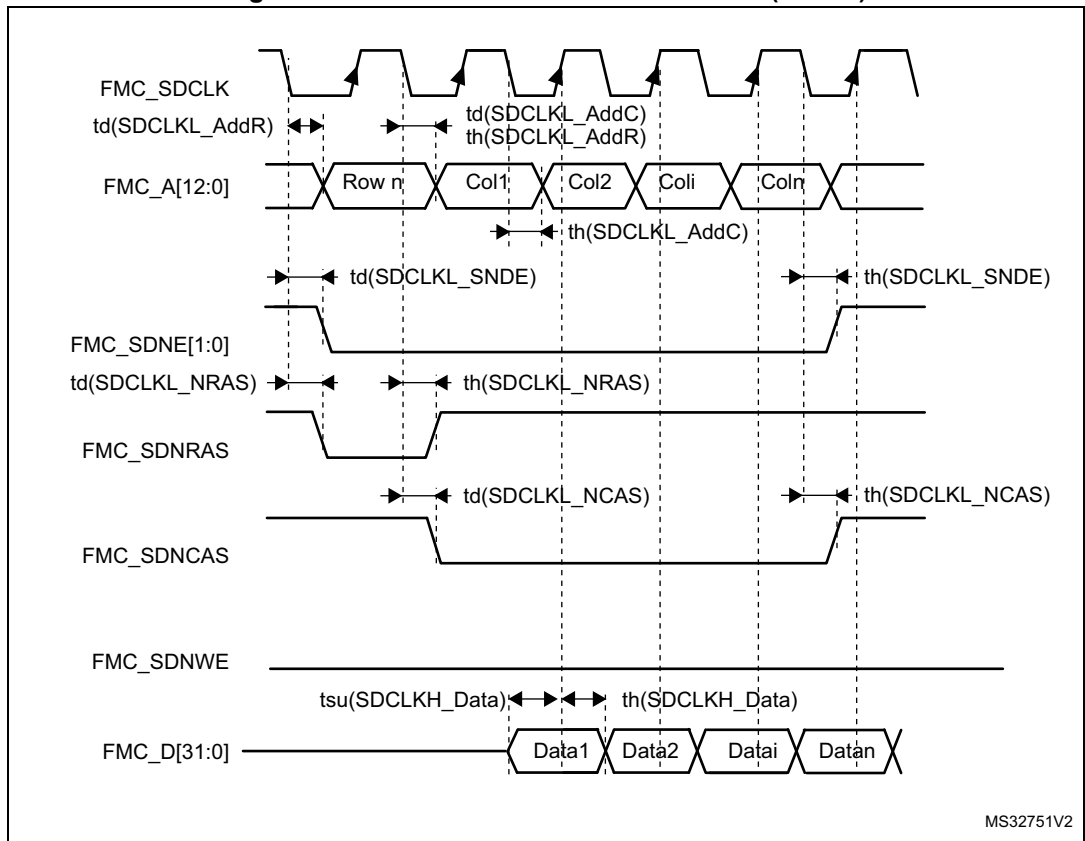 FMC_SDCLK
td(SDCLKL_AddR)
td(SDCLKL_AddC)
th(SDCLKL_AddR)
FMC_A[12:0]
Row n
Col1
Col2
Coli
Coln
th(SDCLKL_AddC)
td(SDCLKL_SNDE)
th(SDCLKL_SNDE)
FMC_SDNE[1:0]
td(SDCLKL_NRAS)
th(SDCLKL_NRAS)
FMC_SDNRAS
td(SDCLKL_NCAS)
th(SDCLKL_NCAS)
FMC_SDNCAS
FMC_SDNWE
tsu(SDCLKH_Data)
th(SDCLKH_Data)
FMC_D[31:0]
Data1
Data2
Datai
Datan
MS32751V2